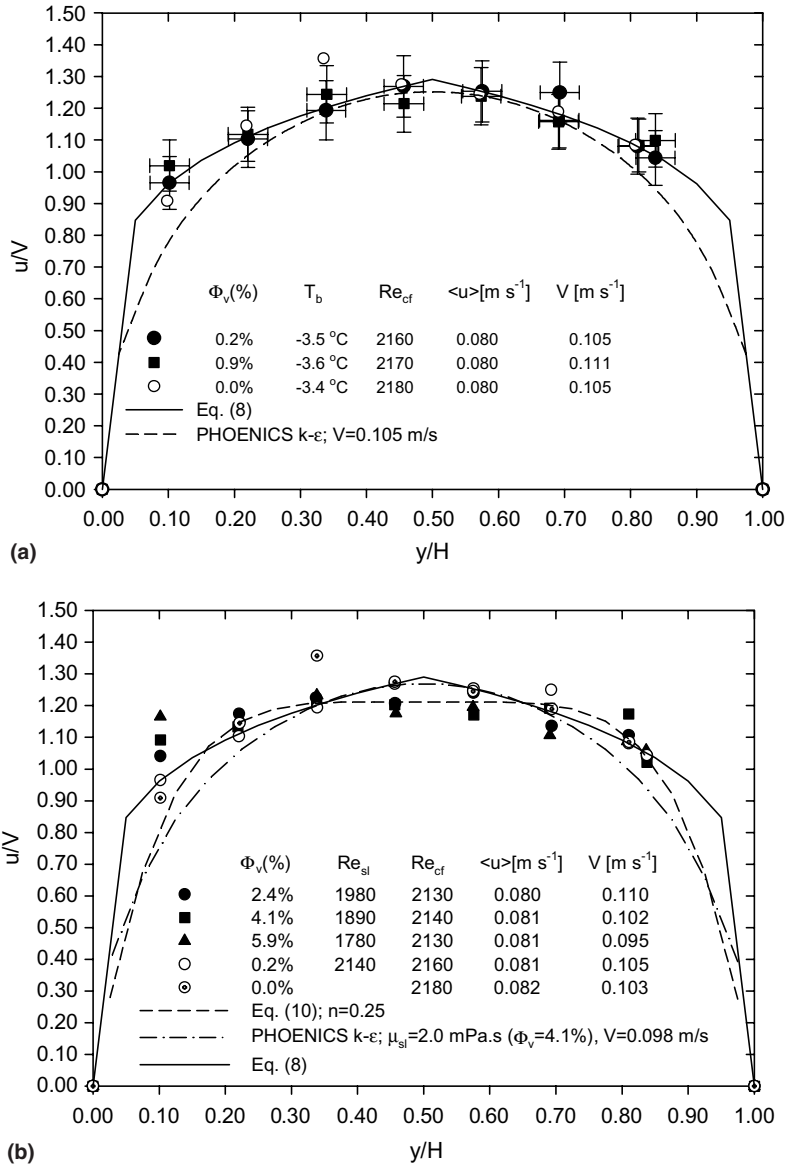 1.50
1.40
1.30
1.20
1.10
1.00
0.90
0.80
0.70
0.60
0.50
0.40
0.30
0.20
0.10
0.00
u/V
Φv(%) Tb Recf <u>[m s-1] V [m s-1]
0.2% -3.5 oC 2160 0.080 0.105
0.9% -3.6 oC 2170 0.080 0.111
0.0% -3.4 oC 2180 0.080 0.105
Eq. (8)
PHOENICS k-ε; V=0.105 m/s
0.00 0.10 0.20 0.30 0.40 0.50 0.60 0.70 0.80 0.90 1.00
(a)
y/H
1.50
1.40
1.30
1.20
1.10
1.00
0.90
0.80
0.70
0.60
0.50
0.40
0.30
0.20
0.10
0.00
u/V
Φv(%) Resl Recf <u>[m s-1] V [m s-1]
2.4% 1980 2130 0.080 0.110
4.1% 1890 2140 0.081 0.102
5.9% 1780 2130 0.081 0.095
0.2% 2140 2160 0.081 0.105
0.0% 2180 0.082 0.103
Eq. (10); n=0.25
PHOENICS k-ε; μsl=2.0 mPa.s (Φv=4.1%), V=0.098 m/s
Eq. (8)
0.00 0.10 0.20 0.30 0.40 0.50 0.60 0.70 0.80 0.90 1.00
(b)
y/H